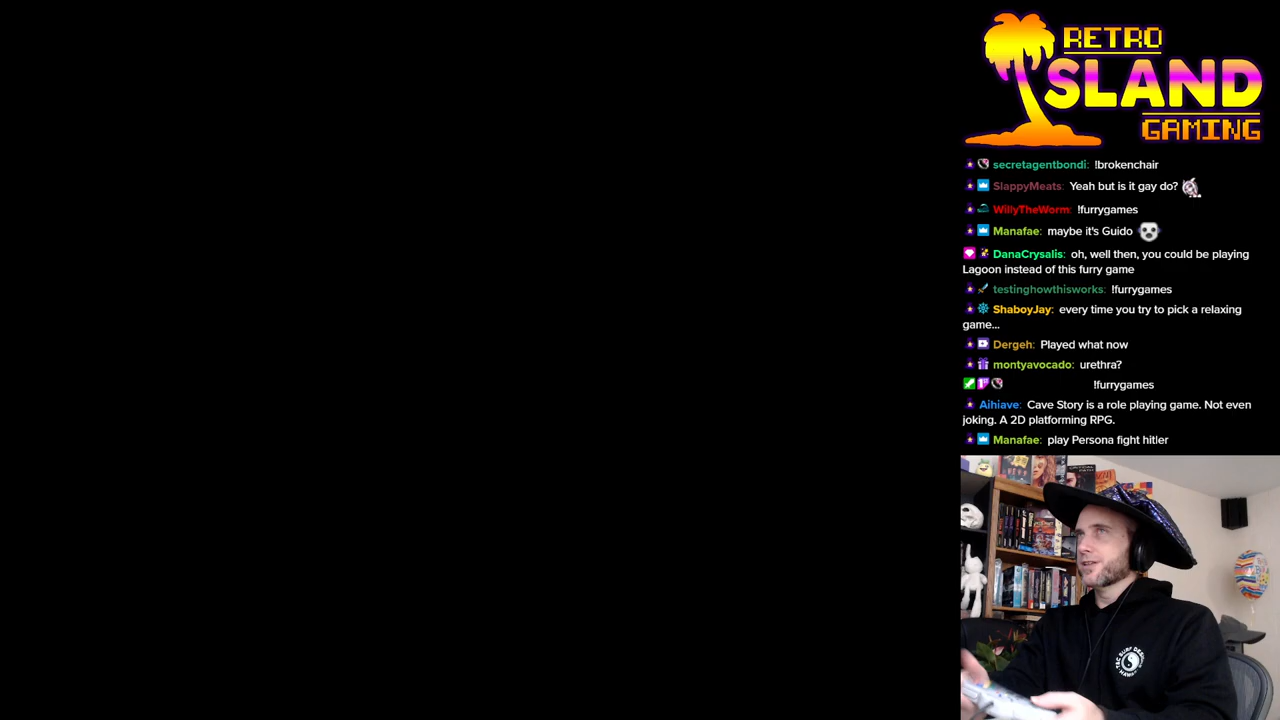 RETRO
ISLAND
GAMING
secretagentbondi: !brokenchair
SlappyMeats: Yeah but is it gay do?
WillyTheWorm: !furrygames
Manafae: maybe it's Guido
DanaCrysalis: oh, well then, you could be playing
Lagoon instead of this furry game
testinghowthisworks: !furrygames
ShaboyJay: every time you try to pick a relaxing
game...
Dergeh: Played what now
montyavocado: urethra?
!furrygames
Aihiave: Cave Story is a role playing game. Not even
joking. A 2D platforming RPG.
Manafae: play Persona fight hitler